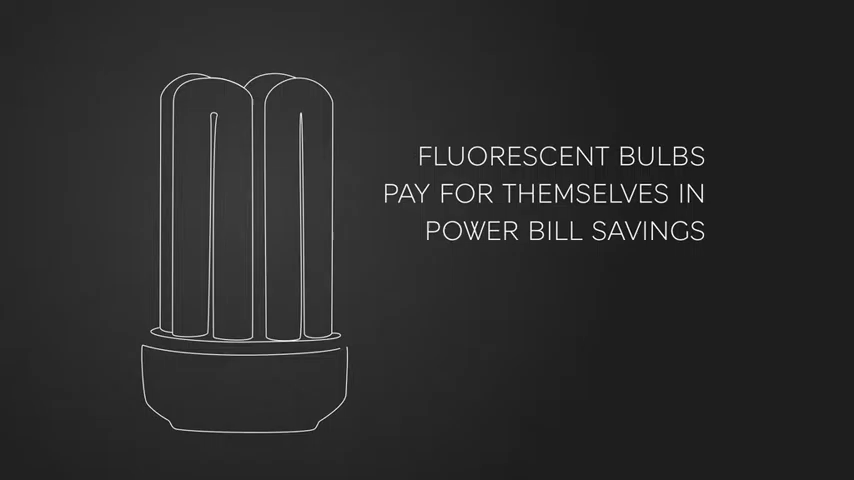 FLUORESCENT BULBS
PAY FOR THEMSELVES IN
POWER BILL SAVINGS